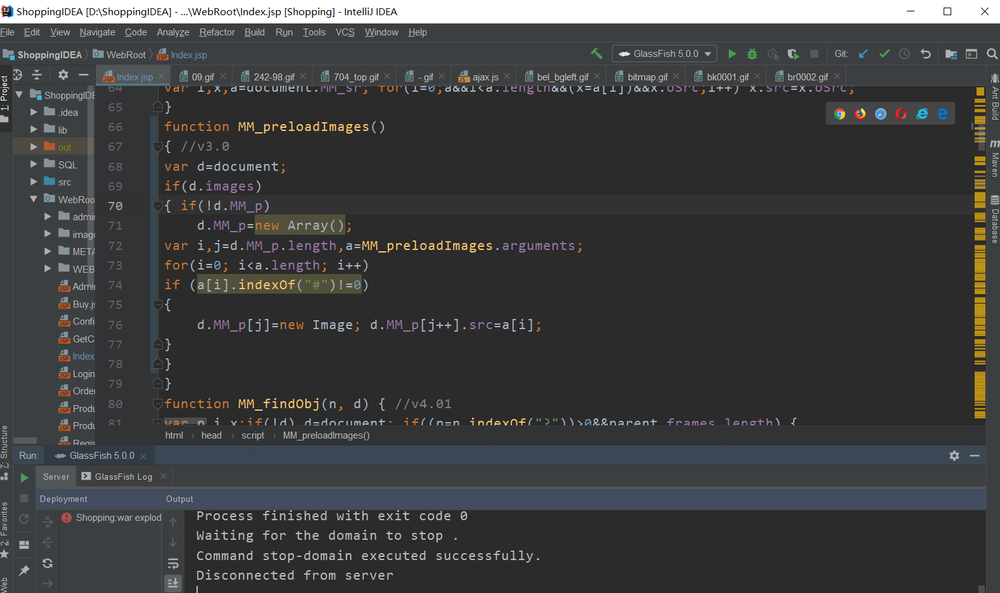 ShoppingIDEA [D:\ShoppingIDEA] - ...\WebRoot\Index.jsp [Shopping] - IntelliJ IDEA
File Edit View Navigate Code Analyze Refactor Build Run Tools VCS Window Help
ShoppingIDEA WebRoot Index.jsp GlassFish 5.0.0 Git:
Index.jsp 09.gif 242-98.gif 704_top.gif -.gif ajax.js bel_bgleft.gif bitmap.gif bk0001.gif br0002.gif
1: Project
ShoppingIDE
.idea
lib
out
SQL
src
WebRoo
admin
image
META
WEB
Admi
Buy.js
Confi
GetC
Index
Login
Order
Produ
Produ
Regis
7: Structure
2: Favorites
Web
64 var i,x,a=document.MM_sr; for(i=0;a&&i<a.length&&(x=a[i])&&x.oSrc;i++) x.src=x.oSrc;
65 }
66 function MM_preloadImages()
67 { //v3.0
68 var d=document;
69 if(d.images)
70 { if(!d.MM_p)
71 d.MM_p=new Array();
72 var i,j=d.MM_p.length,a=MM_preloadImages.arguments;
73 for(i=0; i<a.length; i++)
74 if (a[i].indexOf("#")!=0)
75 {
76 d.MM_p[j]=new Image; d.MM_p[j++].src=a[i];
77 }
78 }
79 }
80 function MM_findObj(n, d) { //v4.01
81 var p,i,x;if(!d) d=document; if((p=n.indexOf("?"))>0&&parent.frames.length) {
html head script MM_preloadImages()
Ant Build
m Maven
Database
Run: GlassFish 5.0.0
Server GlassFish Log
Deployment Output
Shopping:war explod
Process finished with exit code 0
Waiting for the domain to stop .
Command stop-domain executed successfully.
Disconnected from server